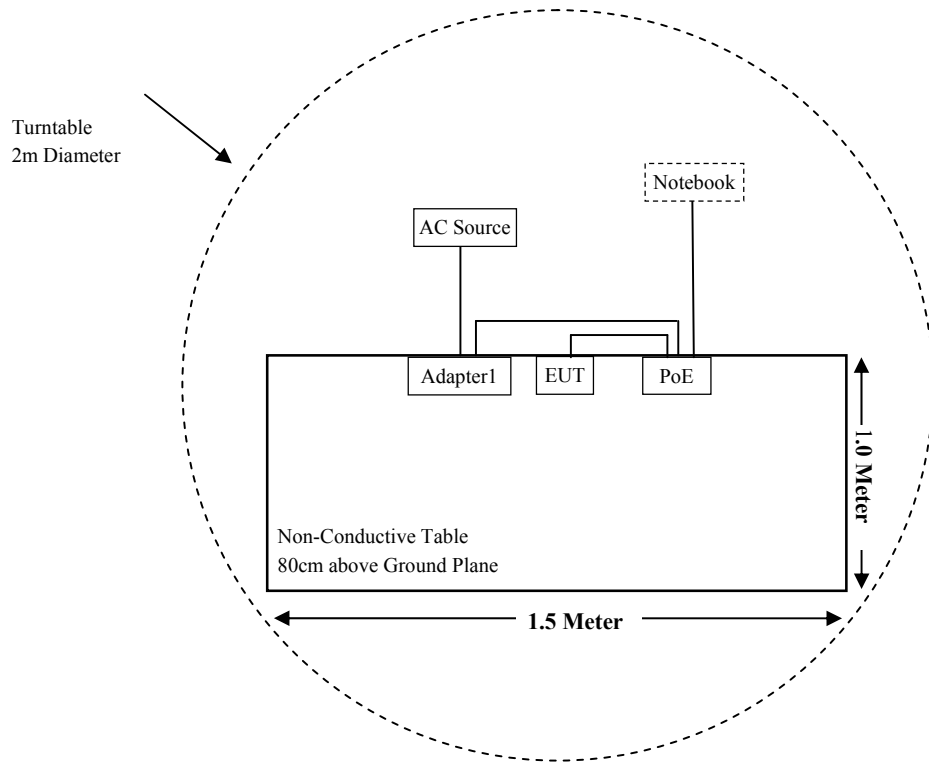 Turntable
2m Diameter
Notebook
AC Source
Adapter1
EUT
PoE
1.0 Meter
Non-Conductive Table
80cm above Ground Plane
1.5 Meter